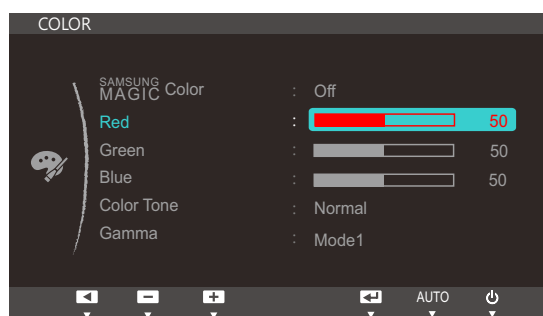 COLOR
SAMSUNG
MAGIC Color : Off
Red : 50
Green : 50
Blue : 50
Color Tone : Normal
Gamma : Mode1
AUTO